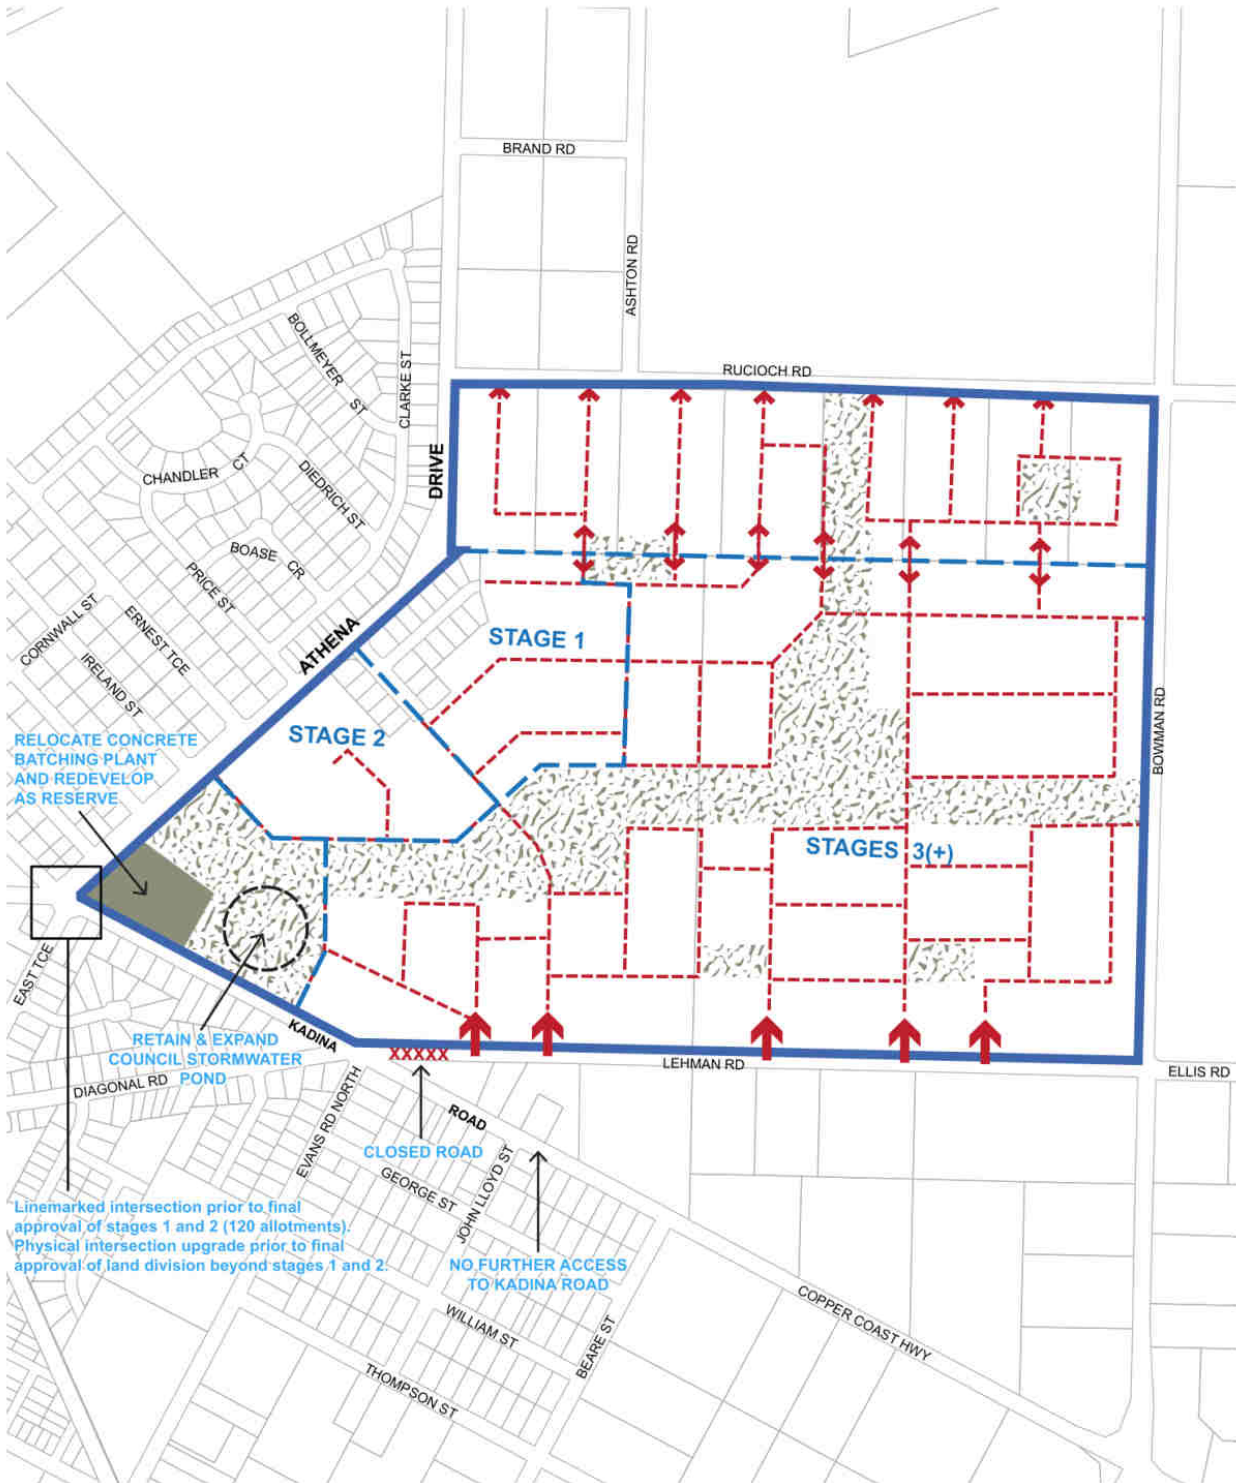 BRAND RD
ASHTON RD
BOLLMEYER ST
CLARKE ST
RUCIOCH RD
CHANDLER CT
DIEDRICH ST
DRIVE
BOASE CR
PRICE ST
CORNWALL ST
ERNEST TCE
IRELAND ST
ATHENA
STAGE 1
STAGE 2
BOWMAN RD
RELOCATE CONCRETE
BATCHING PLANT
AND REDEVELOP
AS RESERVE
STAGES 3(+)
EAST TCE
KADINA
RETAIN & EXPAND
COUNCIL STORMWATER
POND
XXXXX
LEHMAN RD
ELLIS RD
DIAGONAL RD
EVANS RD NORTH
ROAD
CLOSED ROAD
GEORGE ST
JOHN LLOYD ST
Linemarked intersection prior to final
approval of stages 1 and 2 (120 allotments).
Physical intersection upgrade prior to final
approval of land division beyond stages 1 and 2.
NO FURTHER ACCESS
TO KADINA ROAD
COPPER COAST HWY
WILLIAM ST
BEARE ST
THOMPSON ST